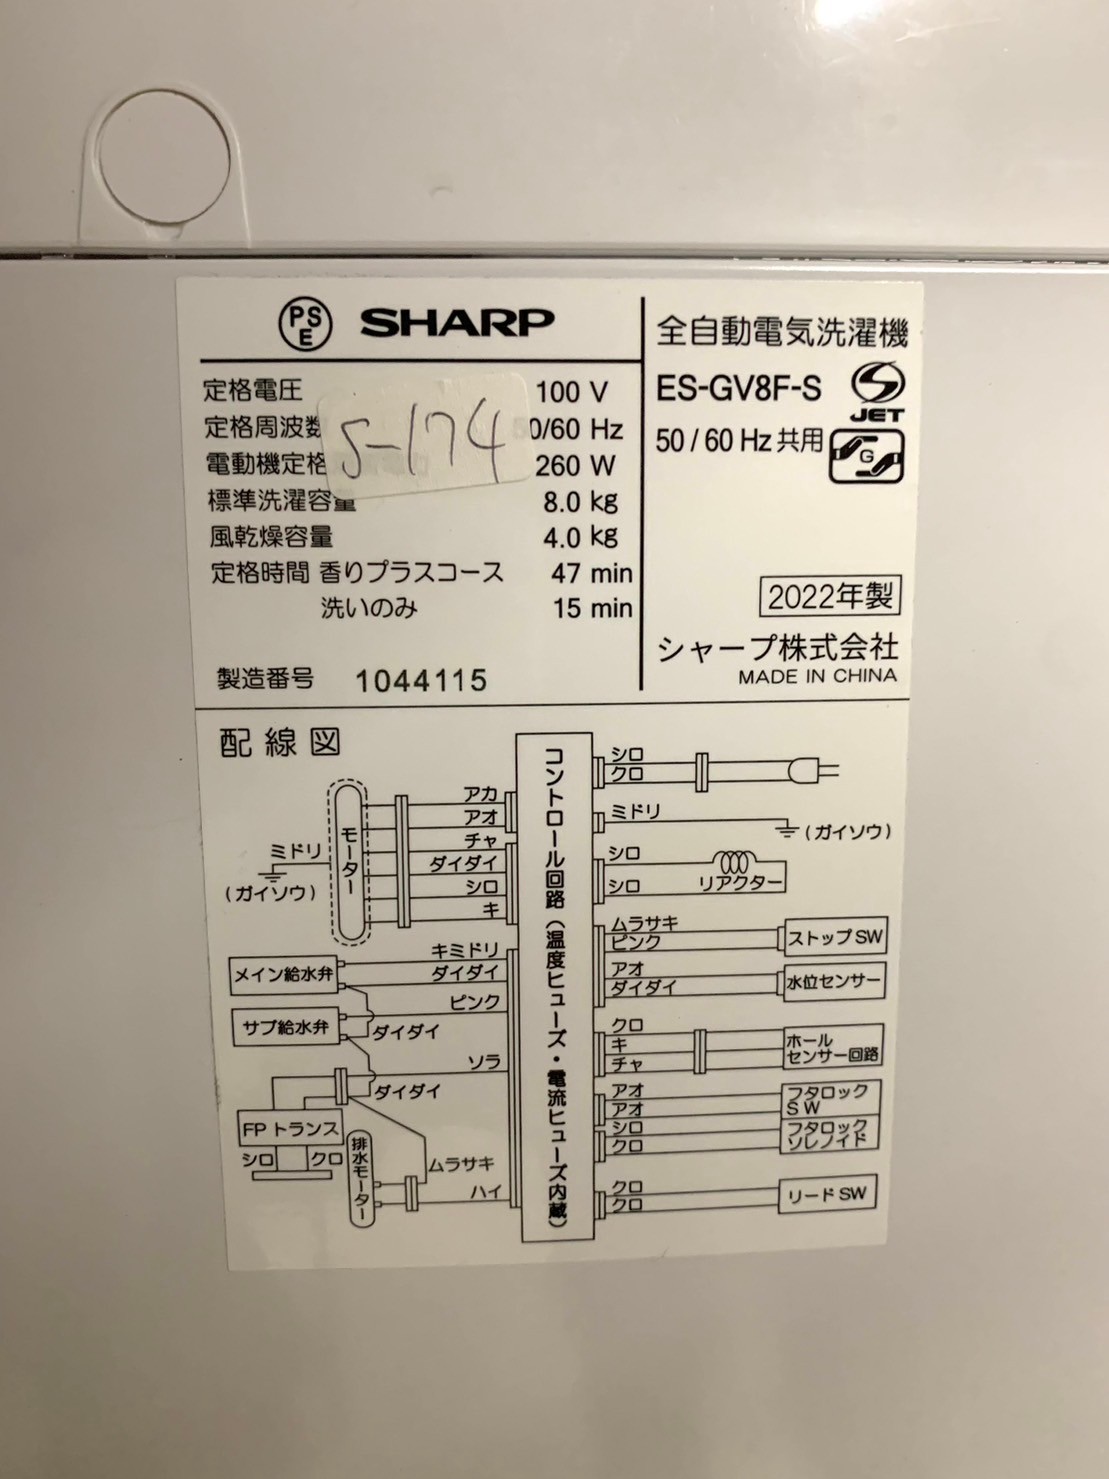 PS E SHARP
定格電圧 100 V
定格周波数 0/60 Hz
電動機定格 260 W
S-174
標準洗濯容量 8.0 kg
風乾燥容量 4.0 kg
定格時間 香りプラスコース 47 min
洗いのみ 15 min
製造番号 1044115
全自動電気洗濯機
ES-GV8F-S
S JET
50 / 60 Hz 共用
G
2022年製
シャープ株式会社
MADE IN CHINA
配線図
モーター
ミドリ
(ガイソウ)
アカ
アオ
チャ
ダイダイ
シロ
キ
メイン給水弁
キミドリ
ダイダイ
サブ給水弁
ピンク
ダイダイ
ソラ
ダイダイ
FPトランス
シロ クロ
排水モーター
ムラサキ
ハイ
コントロール回路(温度ヒューズ・電流ヒューズ内蔵)
シロ
クロ
ミドリ
(ガイソウ)
シロ
シロ
リアクター
ムラサキ
ピンク
ストップSW
アオ
ダイダイ
水位センサー
クロ
キ
チャ
ホール
センサー回路
アオ
アオ
フタロック
SW
シロ
クロ
フタロック
ソレノイド
クロ
クロ
リードSW